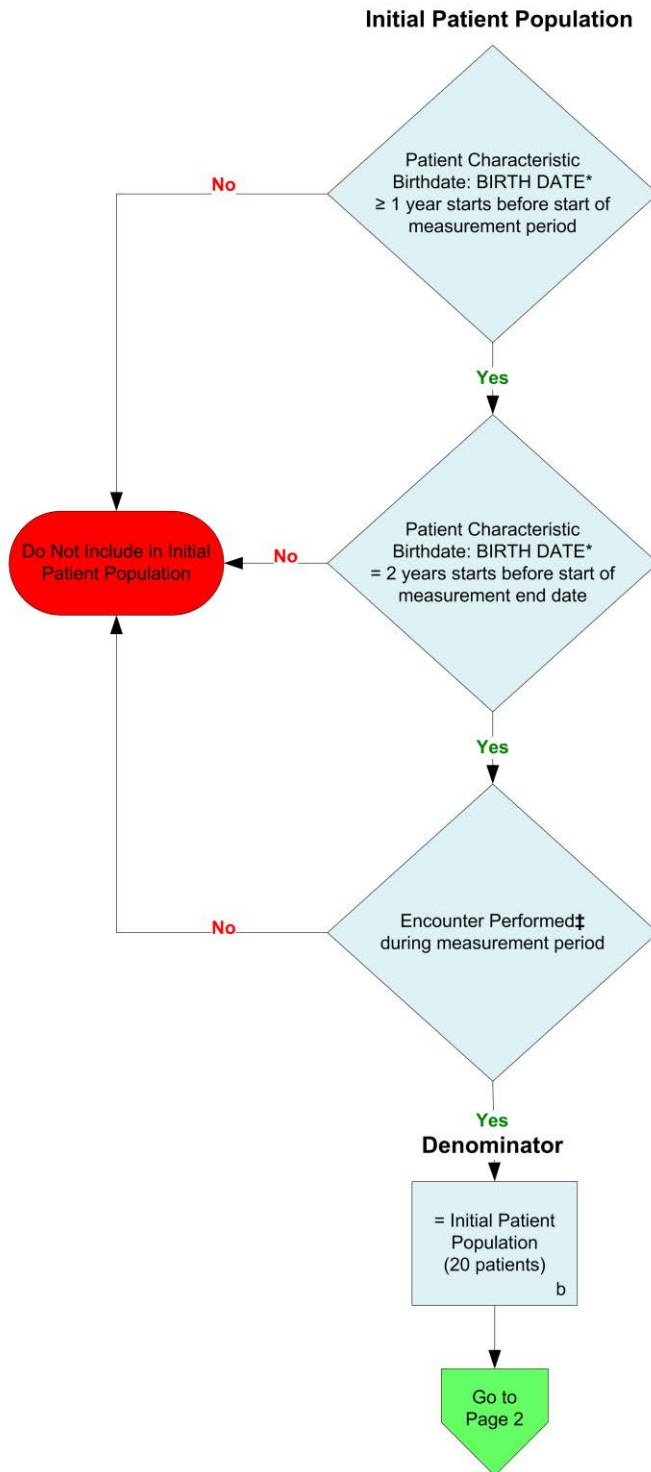 Initial Patient Population
Patient Characteristic
Birthdate: BIRTH DATE*
≥ 1 year starts before start of
measurement period
No
Yes
Patient Characteristic
Birthdate: BIRTH DATE*
= 2 years starts before start of
measurement end date
No
Do Not Include in Initial
Patient Population
Yes
Encounter Performed‡
during measurement period
No
Yes
Denominator
= Initial Patient
Population
(20 patients)
b
Go to
Page 2